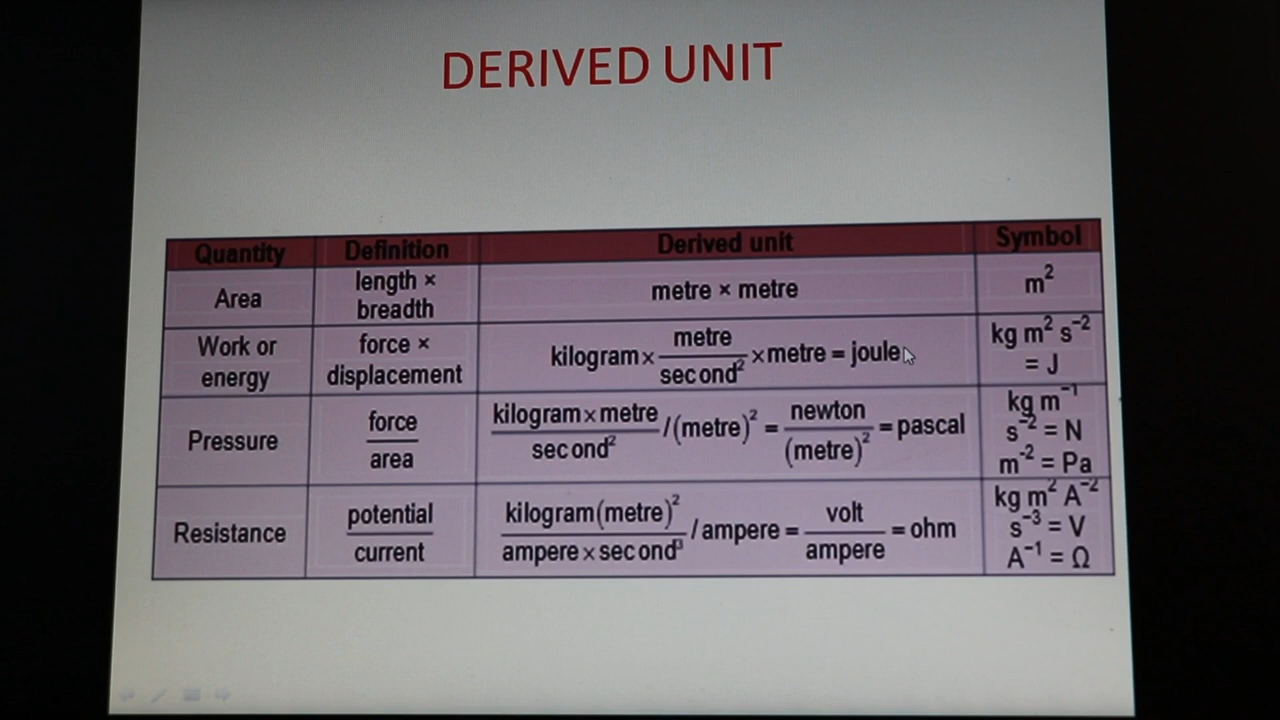 DERIVED UNIT
Quantity Definition Derived unit Symbol
Area length × breadth metre × metre m²
Work or energy force × displacement kilogram × metre/second² × metre = joule kg m² s⁻² = J
Pressure force/area kilogram × metre/second² /(metre)² = newton/(metre)² = pascal kg m⁻¹ s⁻² = N m⁻² = Pa
Resistance potential/current kilogram(metre)²/ampere × second³ / ampere = volt/ampere = ohm kg m² A⁻² s⁻³ = V A⁻¹ = Ω